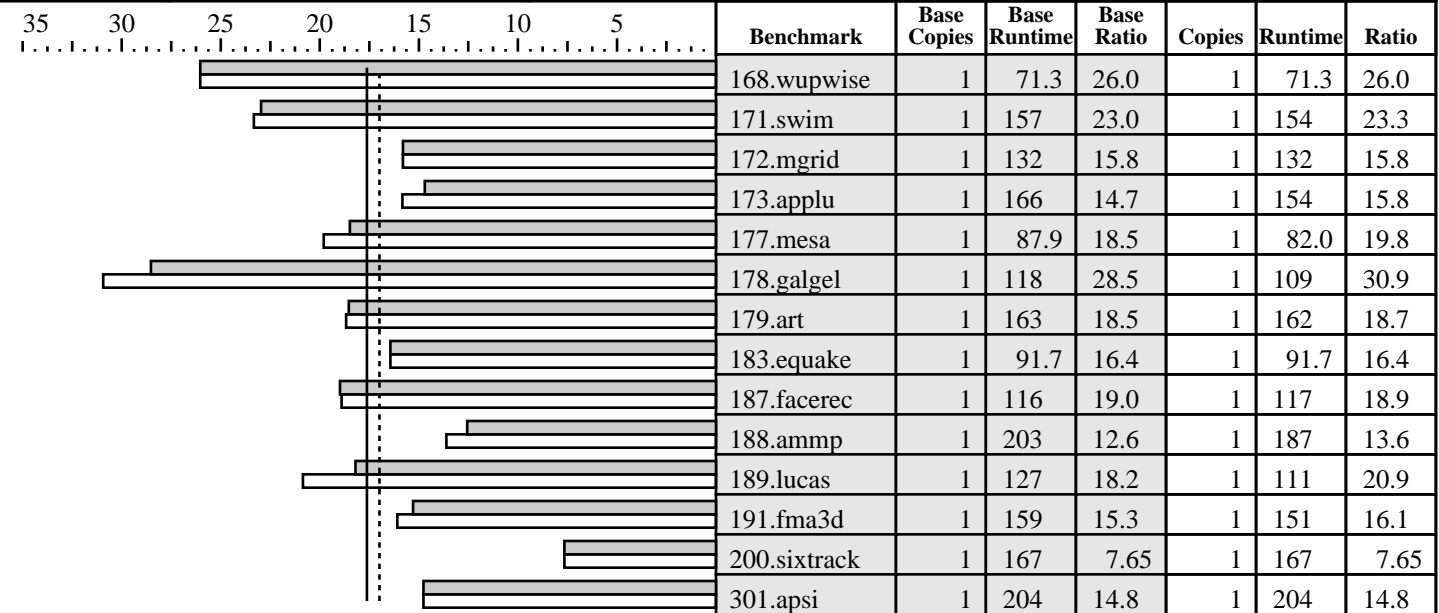 35 30 25 20 15 10 5
Benchmark Base Copies Base Runtime Base Ratio Copies Runtime Ratio
168.wupwise 1 71.3 26.0 1 71.3 26.0
171.swim 1 157 23.0 1 154 23.3
172.mgrid 1 132 15.8 1 132 15.8
173.applu 1 166 14.7 1 154 15.8
177.mesa 1 87.9 18.5 1 82.0 19.8
178.galgel 1 118 28.5 1 109 30.9
179.art 1 163 18.5 1 162 18.7
183.equake 1 91.7 16.4 1 91.7 16.4
187.facerec 1 116 19.0 1 117 18.9
188.ammp 1 203 12.6 1 187 13.6
189.lucas 1 127 18.2 1 111 20.9
191.fma3d 1 159 15.3 1 151 16.1
200.sixtrack 1 167 7.65 1 167 7.65
301.apsi 1 204 14.8 1 204 14.8